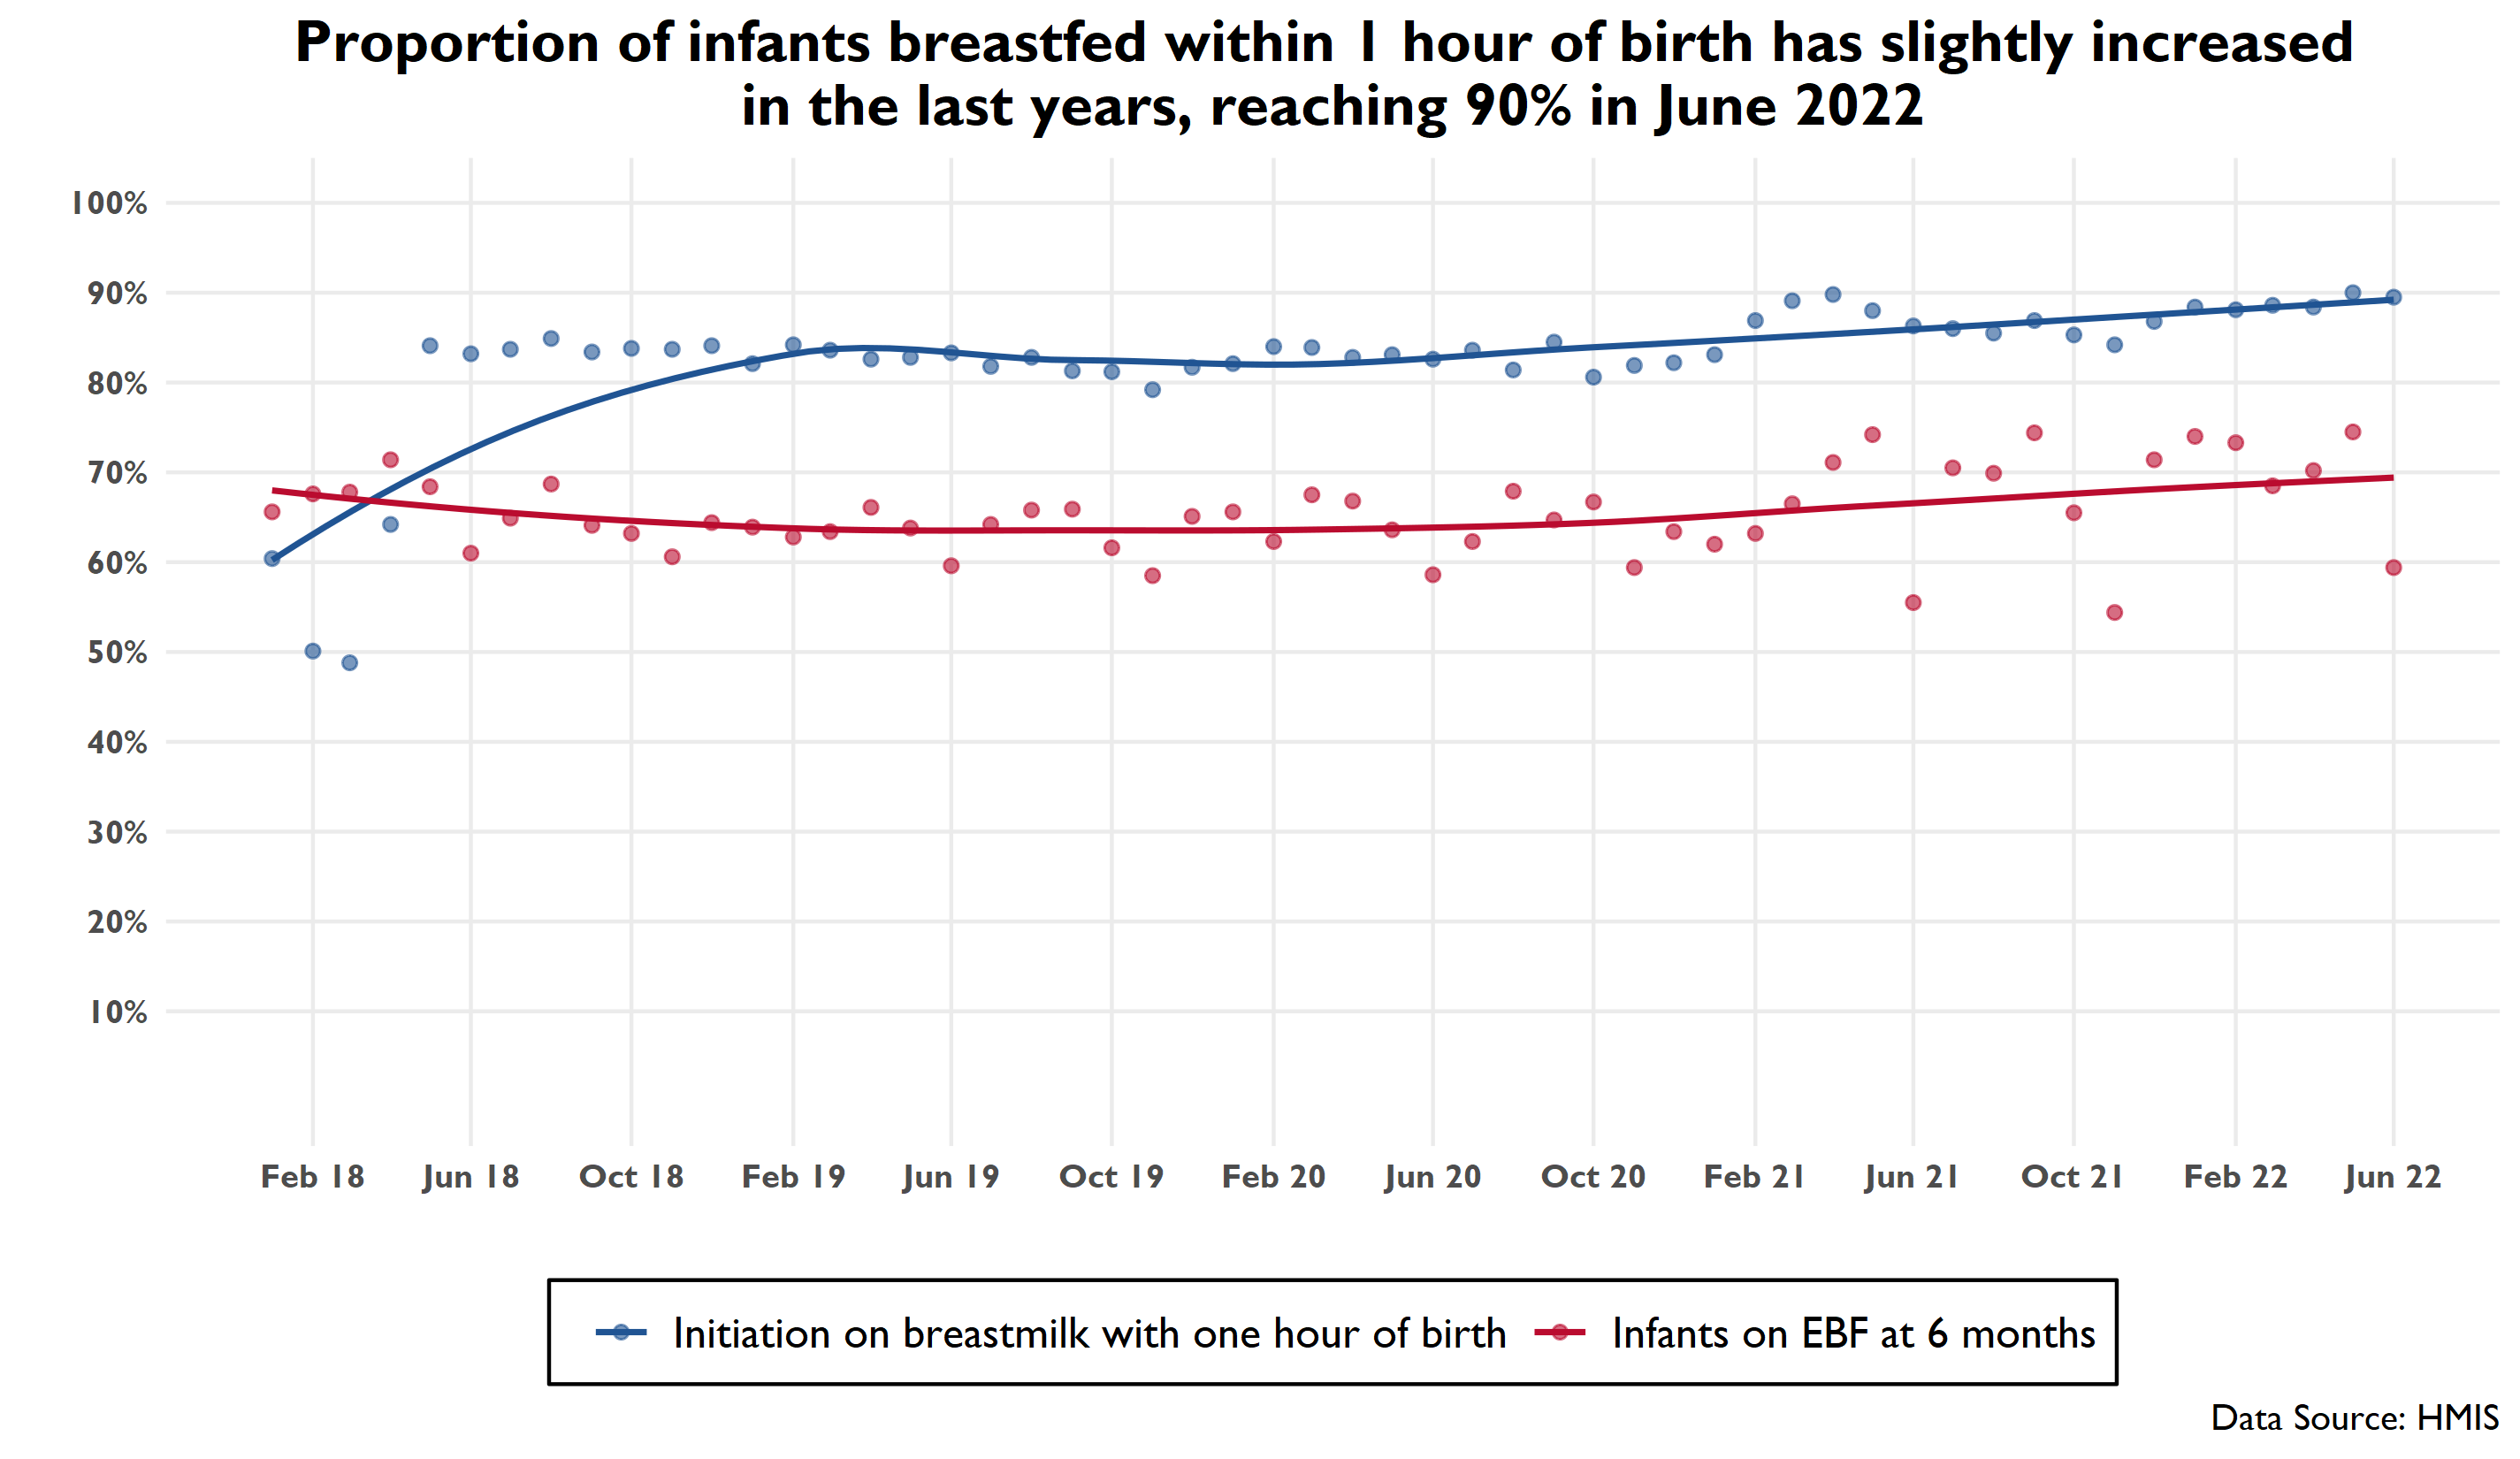 Proportion of infants breastfed within 1 hour of birth has slightly increased
in the last years, reaching 90% in June 2022
100%
90%
80%
70%
60%
50%
40%
30%
20%
10%
Feb 18 Jun 18 Oct 18 Feb 19 Jun 19 Oct 19 Feb 20 Jun 20 Oct 20 Feb 21 Jun 21 Oct 21 Feb 22 Jun 22
Initiation on breastmilk with one hour of birth Infants on EBF at 6 months
Data Source: HMIS